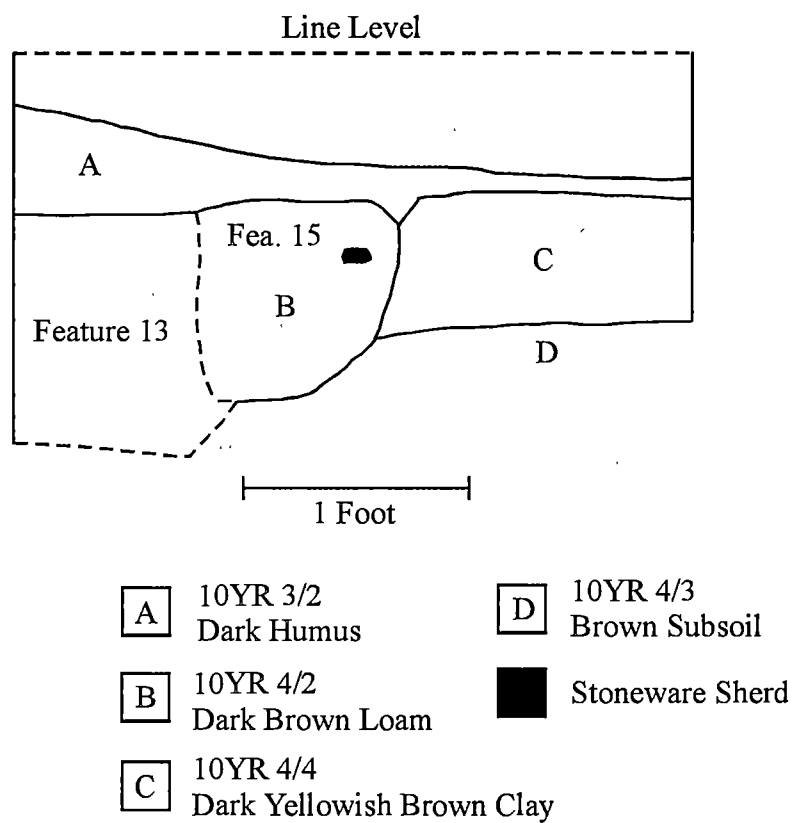 Line Level
A
Fea. 15
C
B
Feature 13
D
1 Foot
A
10YR 3/2
Dark Humus
B
10YR 4/2
Dark Brown Loam
C
10YR 4/4
Dark Yellowish Brown Clay
D
10YR 4/3
Brown Subsoil
Stoneware Sherd